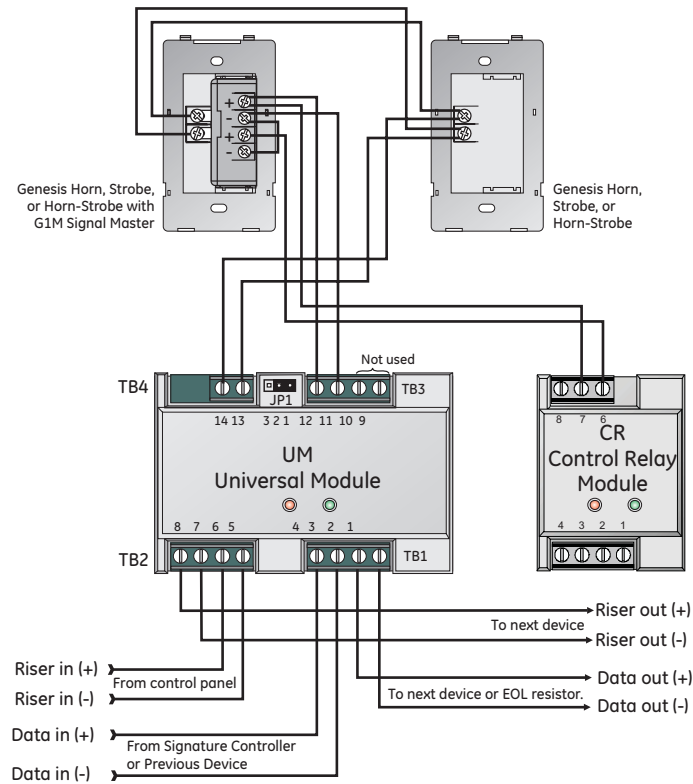 +
-
+
-
Genesis Horn, Strobe,
or Horn-Strobe with
G1M Signal Master
Genesis Horn,
Strobe, or
Horn-Strobe
Not used
TB4
JP1
TB3
14 13 3 2 1 12 11 10 9
UM
Universal Module
8 7 6 5 4 3 2 1
TB2
TB1
8 7 6
CR
Control Relay
Module
4 3 2 1
Riser out (+)
To next device
Riser out (-)
Riser in (+)
From control panel
Riser in (-)
Data out (+)
To next device or EOL resistor.
Data out (-)
Data in (+)
From Signature Controller
or Previous Device
Data in (-)